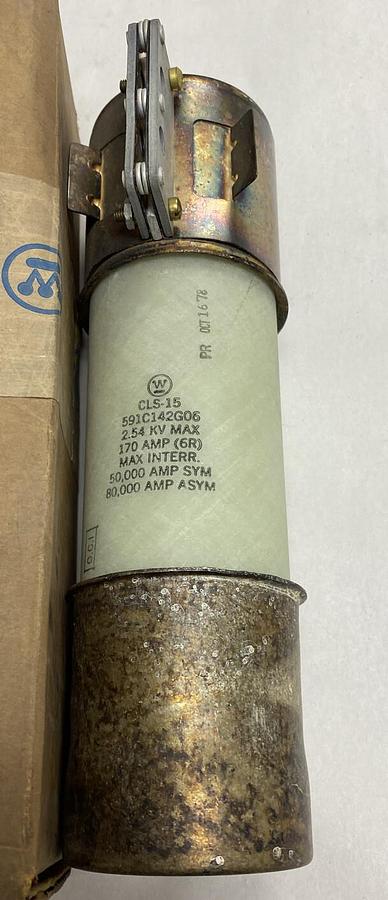 PR OCT 16 '78
W
CLS-15
591C142G06
2.54 KV MAX
170 AMP (6R)
MAX INTERR.
50,000 AMP SYM
80,000 AMP ASYM
W